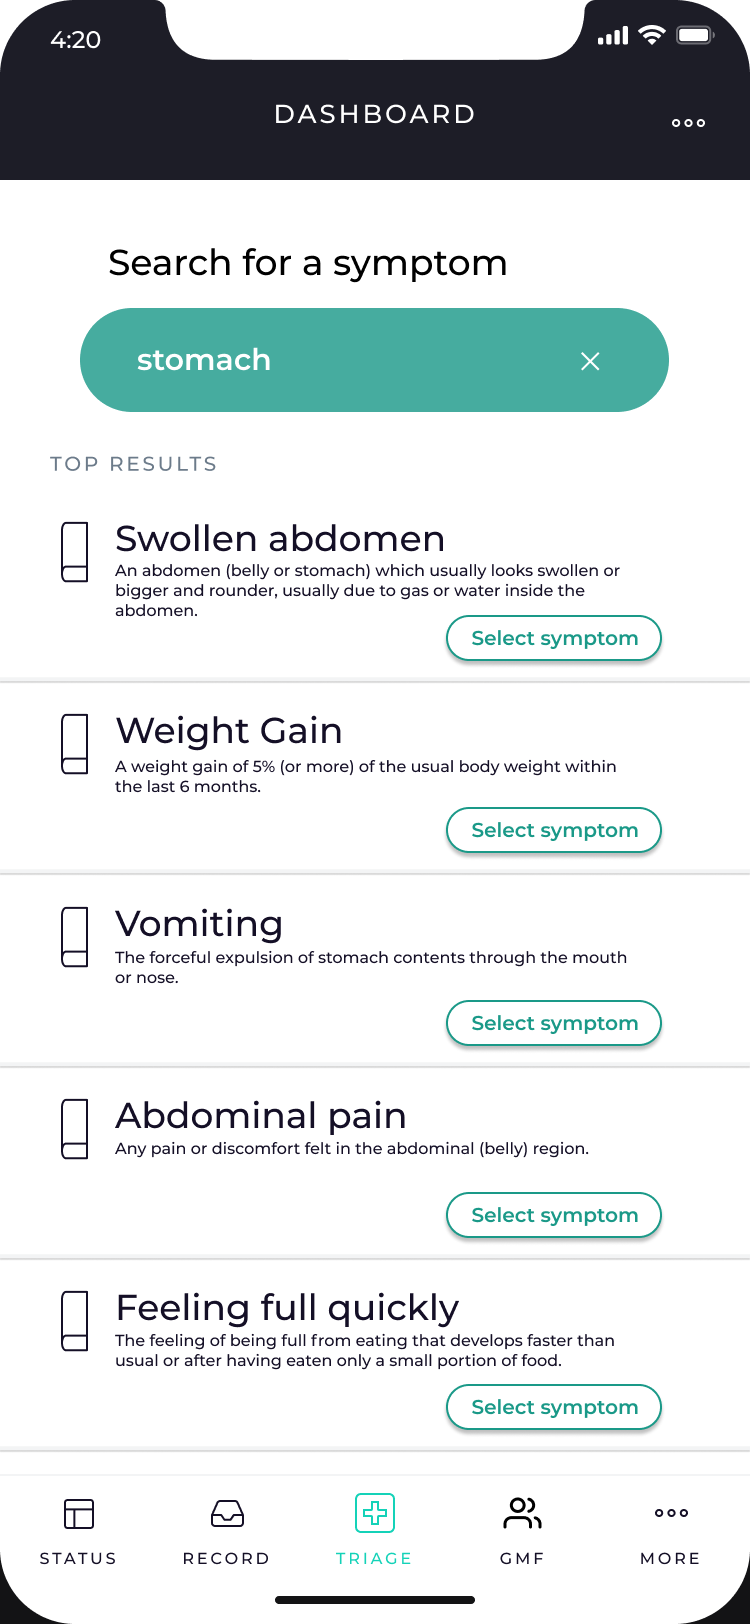 4:20
DASHBOARD
Search for a symptom
stomach
TOP RESULTS
Swollen abdomen
An abdomen (belly or stomach) which usually looks swollen or
bigger and rounder, usually due to gas or water inside the
abdomen.
Select symptom
Weight Gain
A weight gain of 5% (or more) of the usual body weight within
the last 6 months.
Select symptom
Vomiting
The forceful expulsion of stomach contents through the mouth
or nose.
Select symptom
Abdominal pain
Any pain or discomfort felt in the abdominal (belly) region.
Select symptom
Feeling full quickly
The feeling of being full from eating that develops faster than
usual or after having eaten only a small portion of food.
Select symptom
STATUS RECORD TRIAGE GMF MORE